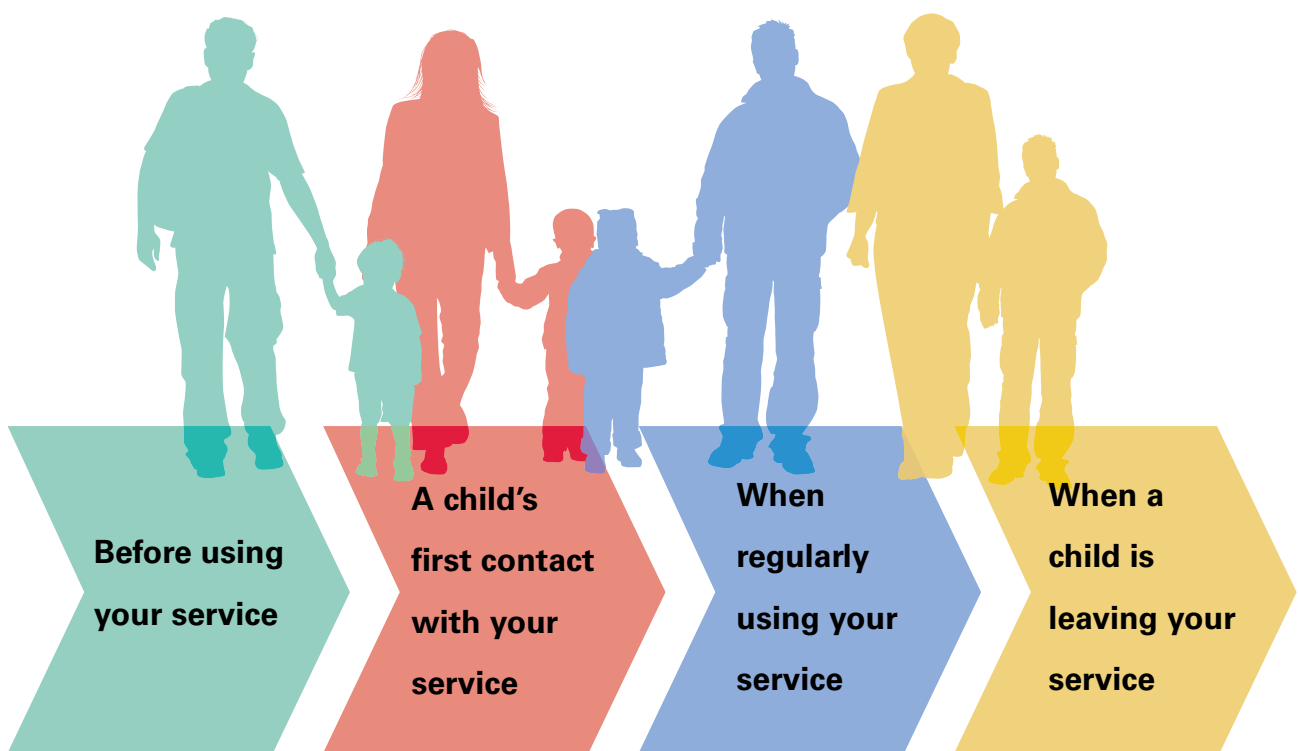 Before using
your service
A child’s
first contact
with your
service
When
regularly
using your
service
When a
child is
leaving your
service